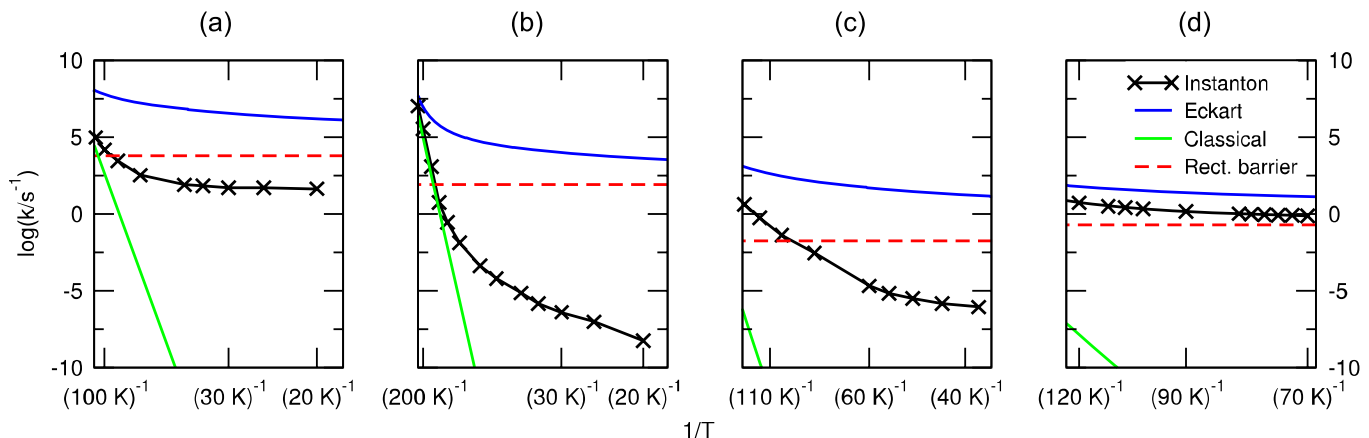 (a) (b) (c) (d)
10 10
Instanton
Eckart
5 5
Classical
Rect. barrier
log(k/s⁻¹)
0 0
-5 -5
-10 -10
(100 K)⁻¹ (30 K)⁻¹ (20 K)⁻¹ (200 K)⁻¹ (30 K)⁻¹ (20 K)⁻¹ (110 K)⁻¹ (60 K)⁻¹ (40 K)⁻¹ (120 K)⁻¹ (90 K)⁻¹ (70 K)⁻¹
1/T